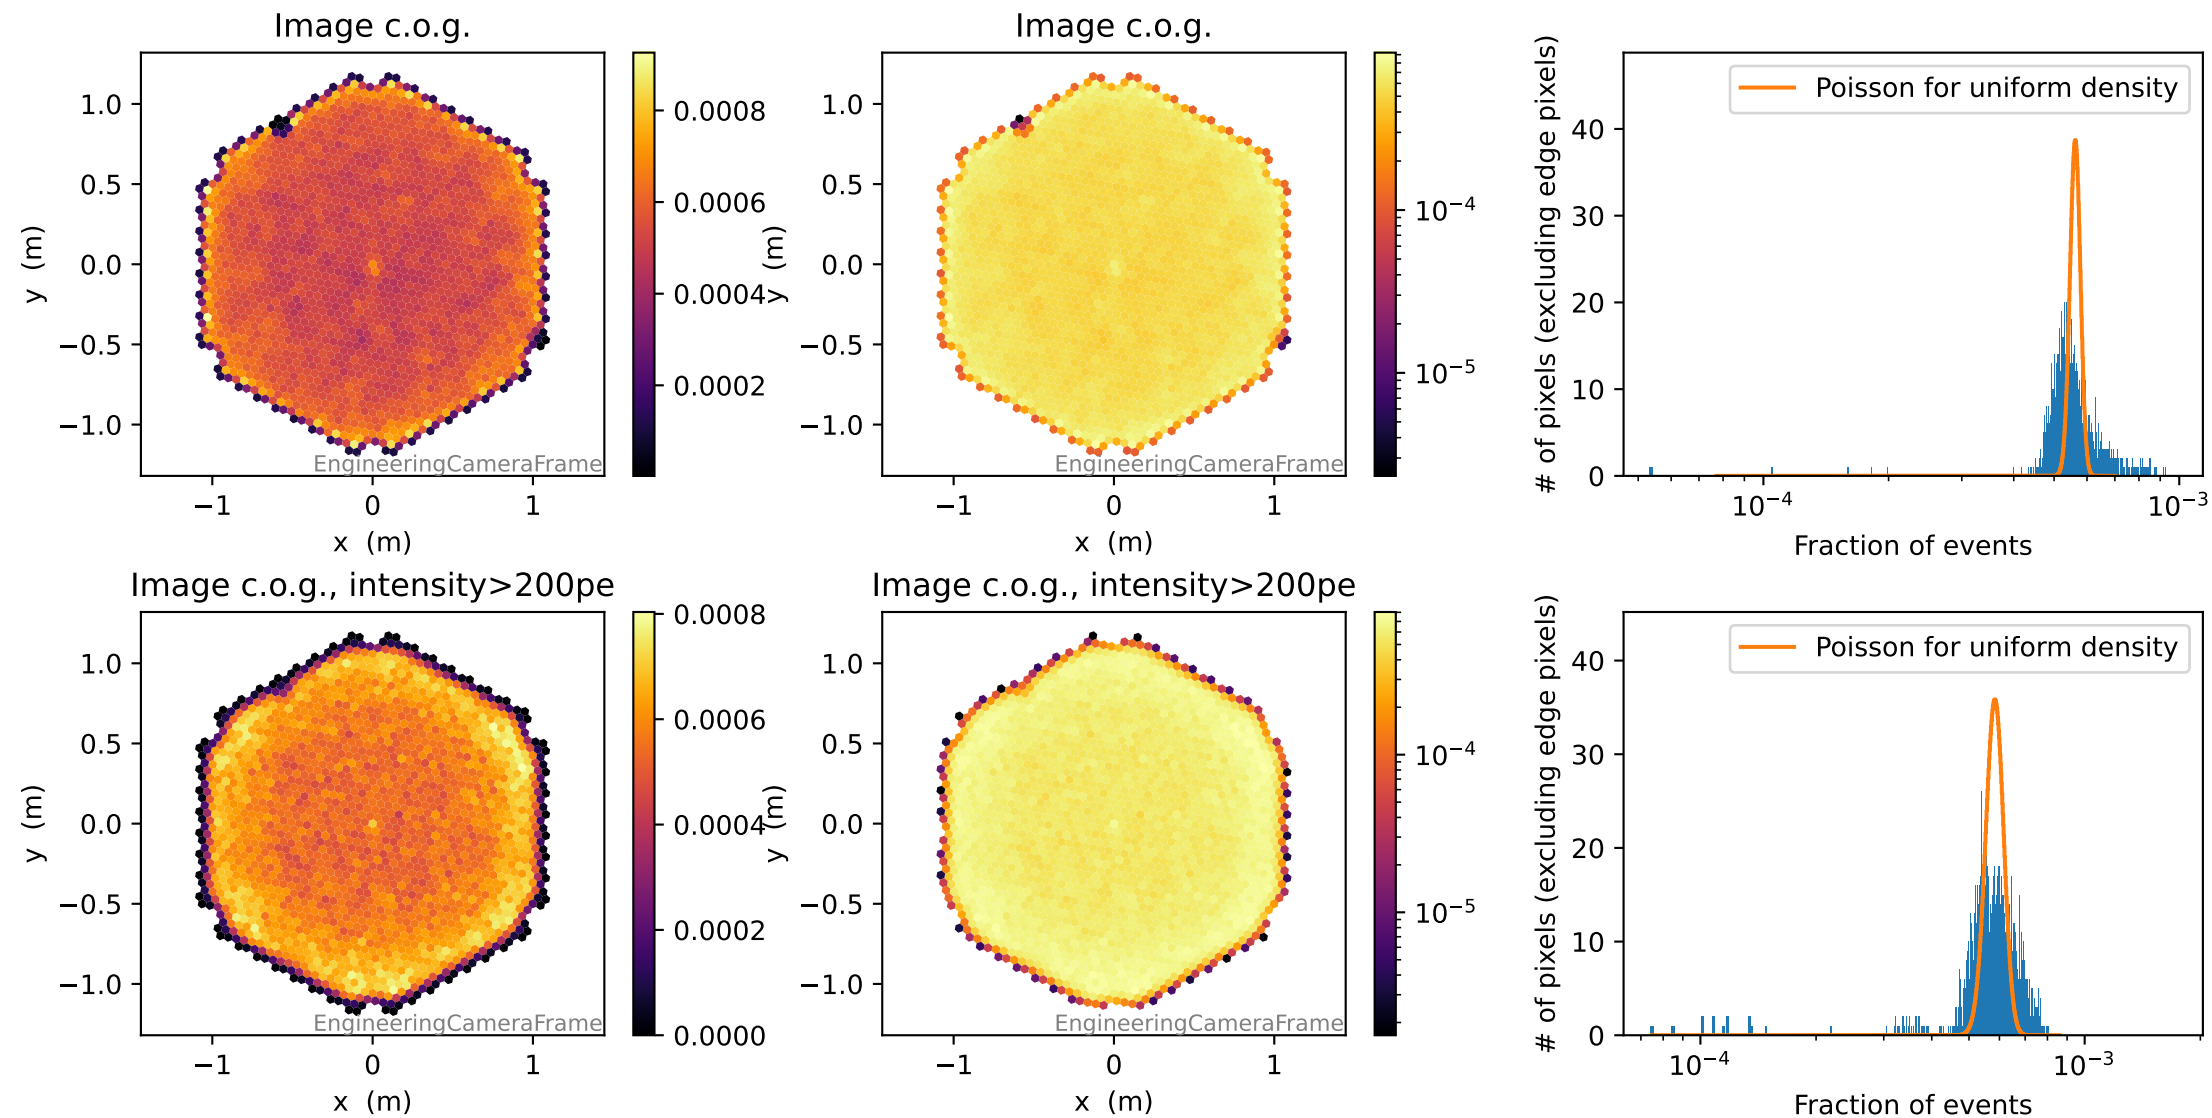 Image c.o.g.
y (m)
1.0
0.5
0.0
−0.5
−1.0
−1
0
1
x (m)
EngineeringCameraFrame
0.0008
0.0006
0.0004
0.0002
Image c.o.g.
y (m)
1.0
0.5
0.0
−0.5
−1.0
−1
0
1
x (m)
EngineeringCameraFrame
10−4
10−5
# of pixels (excluding edge pixels)
40
30
20
10
0
Poisson for uniform density
10−4
10−3
Fraction of events
Image c.o.g., intensity>200pe
y (m)
1.0
0.5
0.0
−0.5
−1.0
−1
0
1
x (m)
EngineeringCameraFrame
0.0008
0.0006
0.0004
0.0002
0.0000
Image c.o.g., intensity>200pe
y (m)
1.0
0.5
0.0
−0.5
−1.0
−1
0
1
x (m)
EngineeringCameraFrame
10−4
10−5
# of pixels (excluding edge pixels)
40
30
20
10
0
Poisson for uniform density
10−4
10−3
Fraction of events